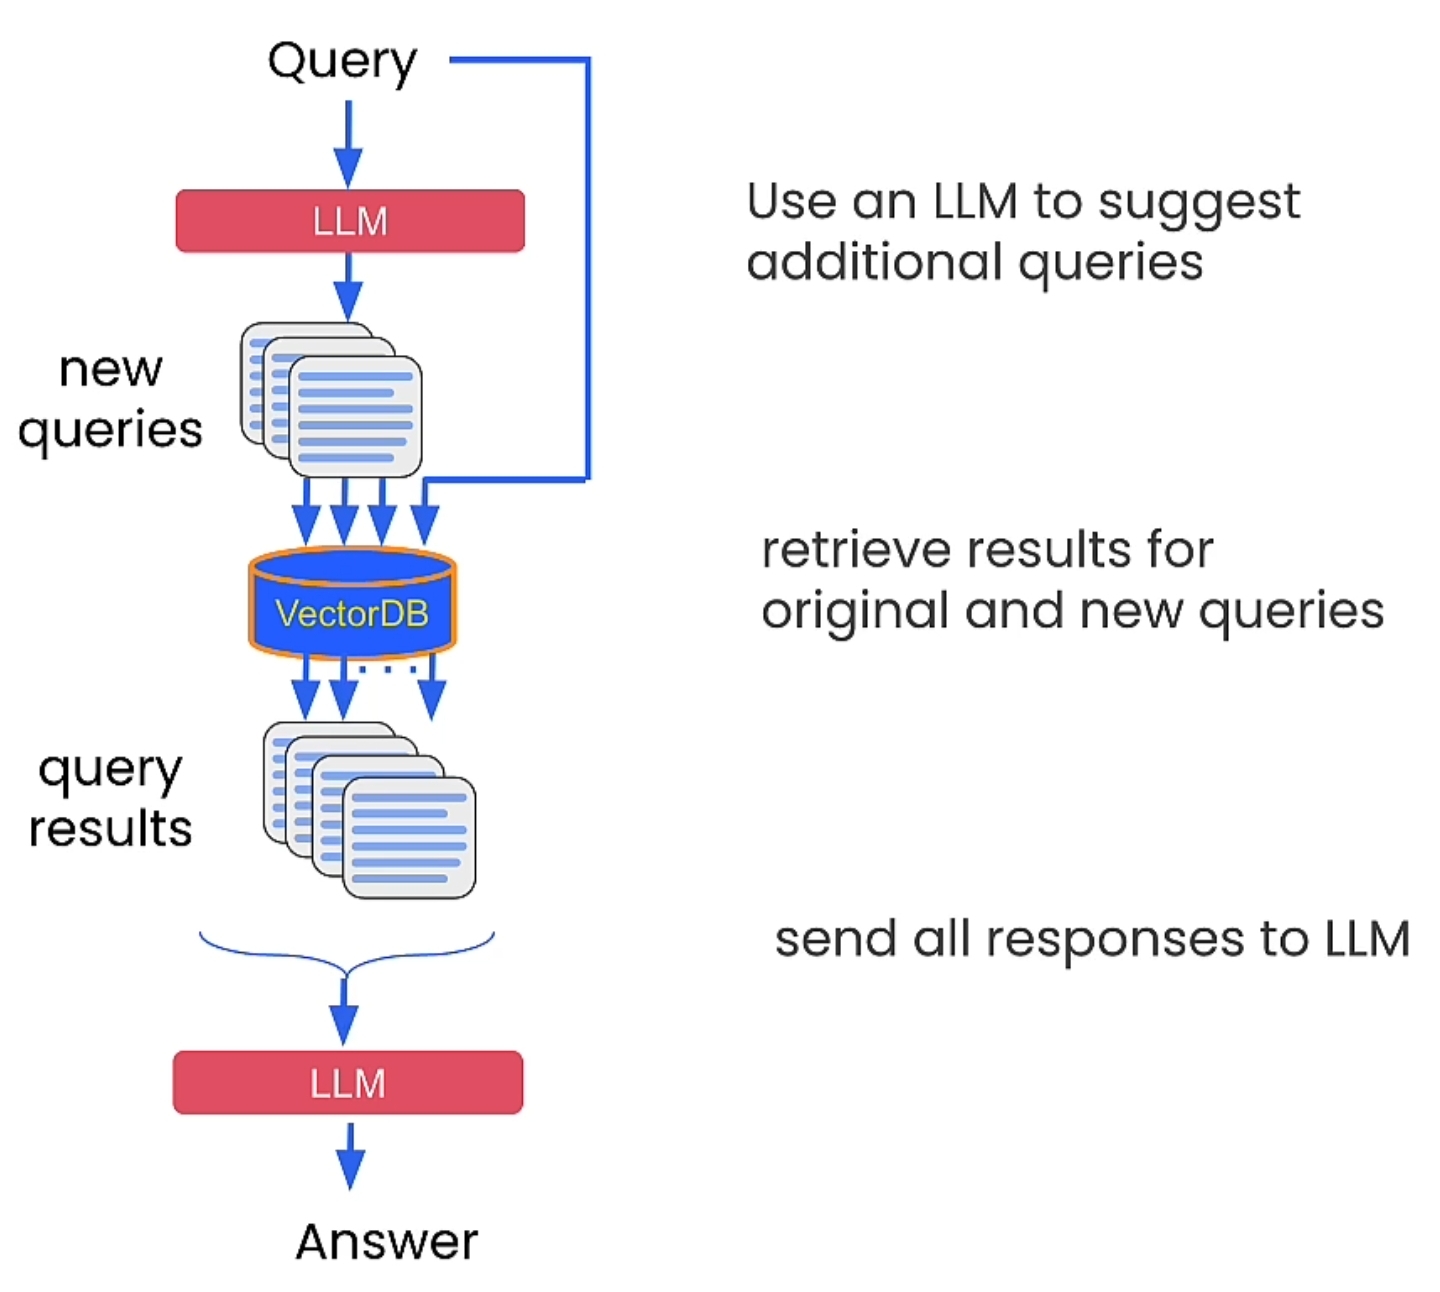 Query
LLM
Use an LLM to suggest
additional queries
new
queries
retrieve results for
original and new queries
VectorDB
query
results
send all responses to LLM
LLM
Answer